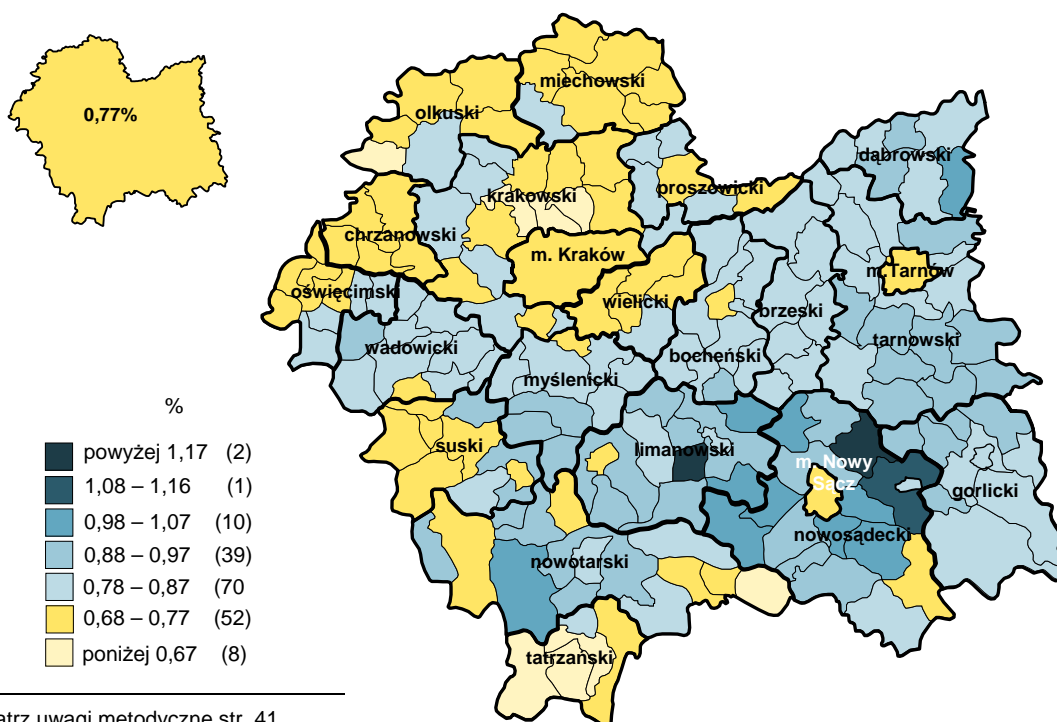 0,77%
miechowski
olkuski
dąbrowski
proszowicki
krakowski
chrzanowski
m. Kraków
m.Tarnów
oświęcimski
wielicki
brzeski
tarnowski
wadowicki
bocheński
myślenicki
%
suski
limanowski
powyżej 1,17 (2)
m. Nowy
Sącz
1,08 – 1,16 (1)
gorlicki
0,98 – 1,07 (10)
nowosądecki
0,88 – 0,97 (39)
nowotarski
0,78 – 0,87 (70
0,68 – 0,77 (52)
poniżej 0,67 (8)
tatrzański
uwagi metodyczne str. 41